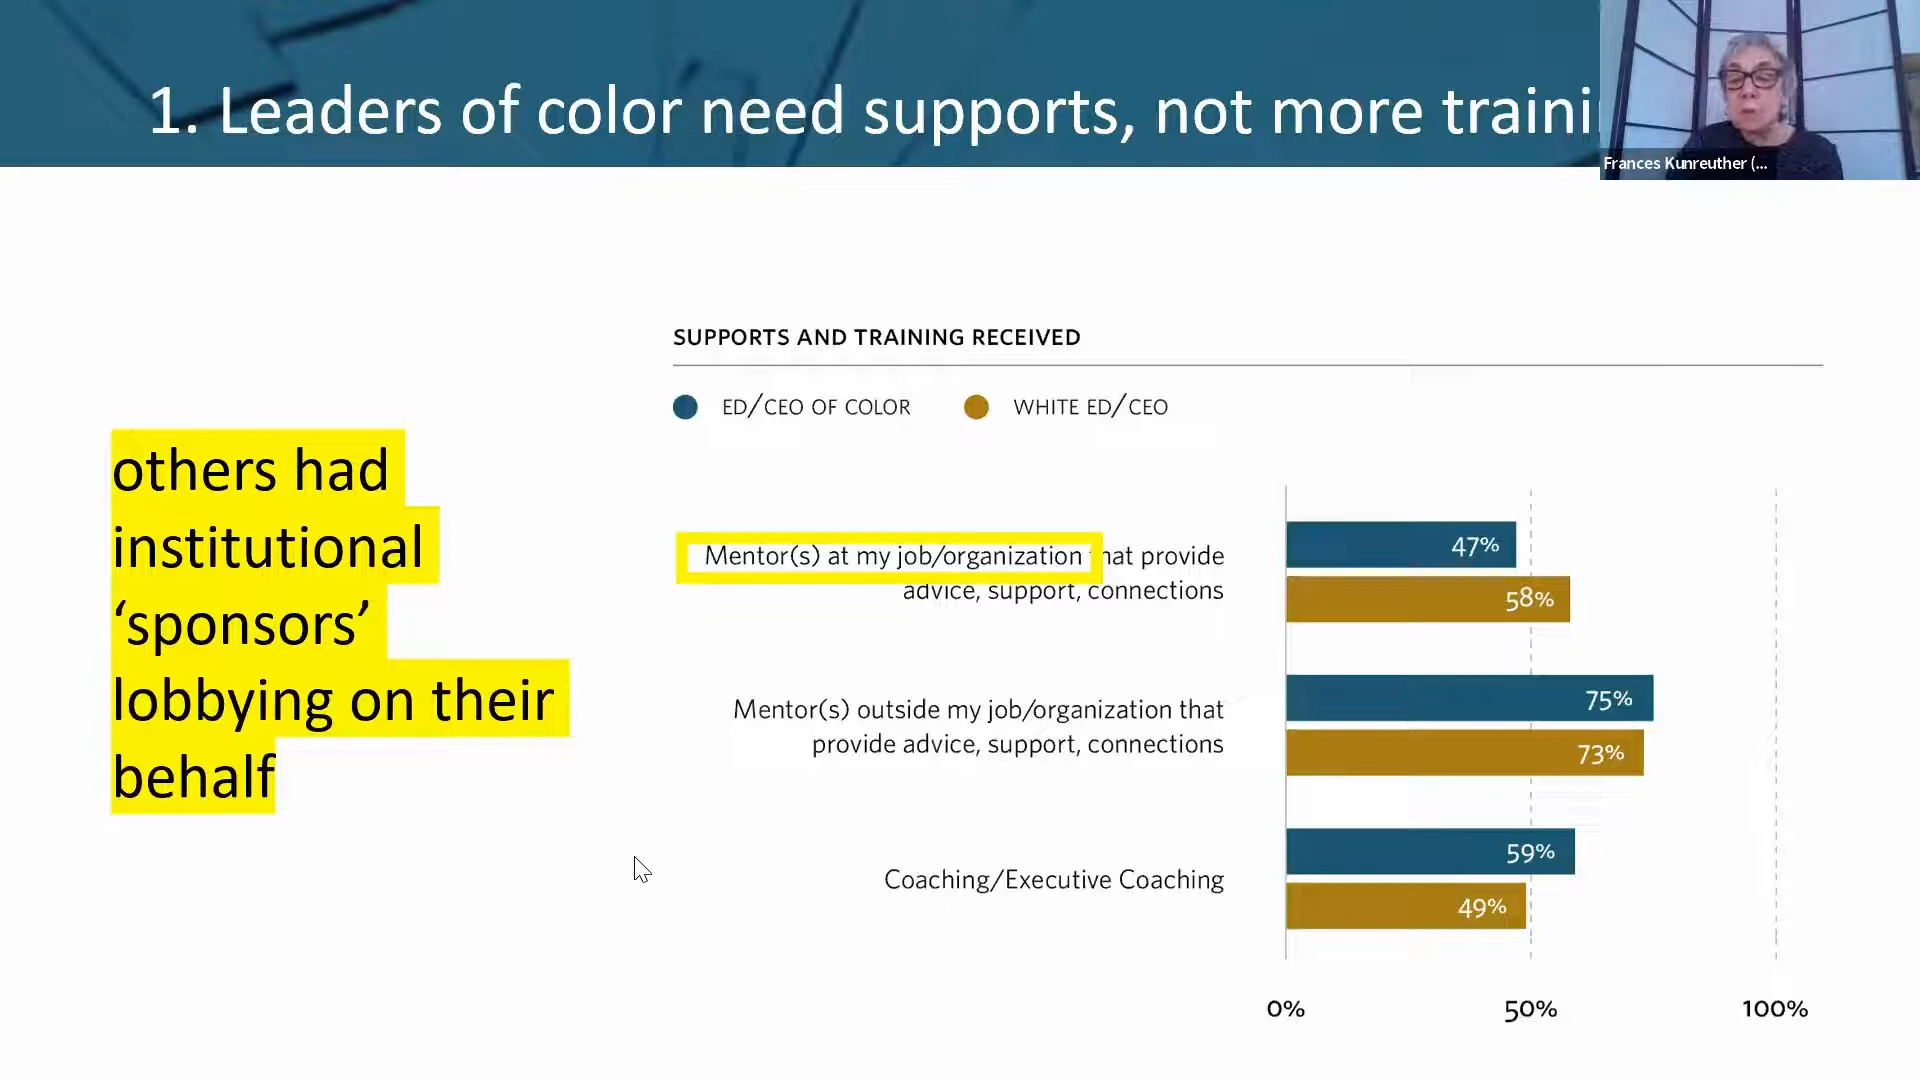 1. Leaders of color need supports, not more traini
Frances Kunreuther (...
SUPPORTS AND TRAINING RECEIVED
ED/CEO OF COLOR WHITE ED/CEO
others had
institutional
‘sponsors’
lobbying on their
behalf
Mentor(s) at my job/organization that provide
advice, support, connections
47%
58%
Mentor(s) outside my job/organization that
provide advice, support, connections
75%
73%
Coaching/Executive Coaching
59%
49%
0% 50% 100%